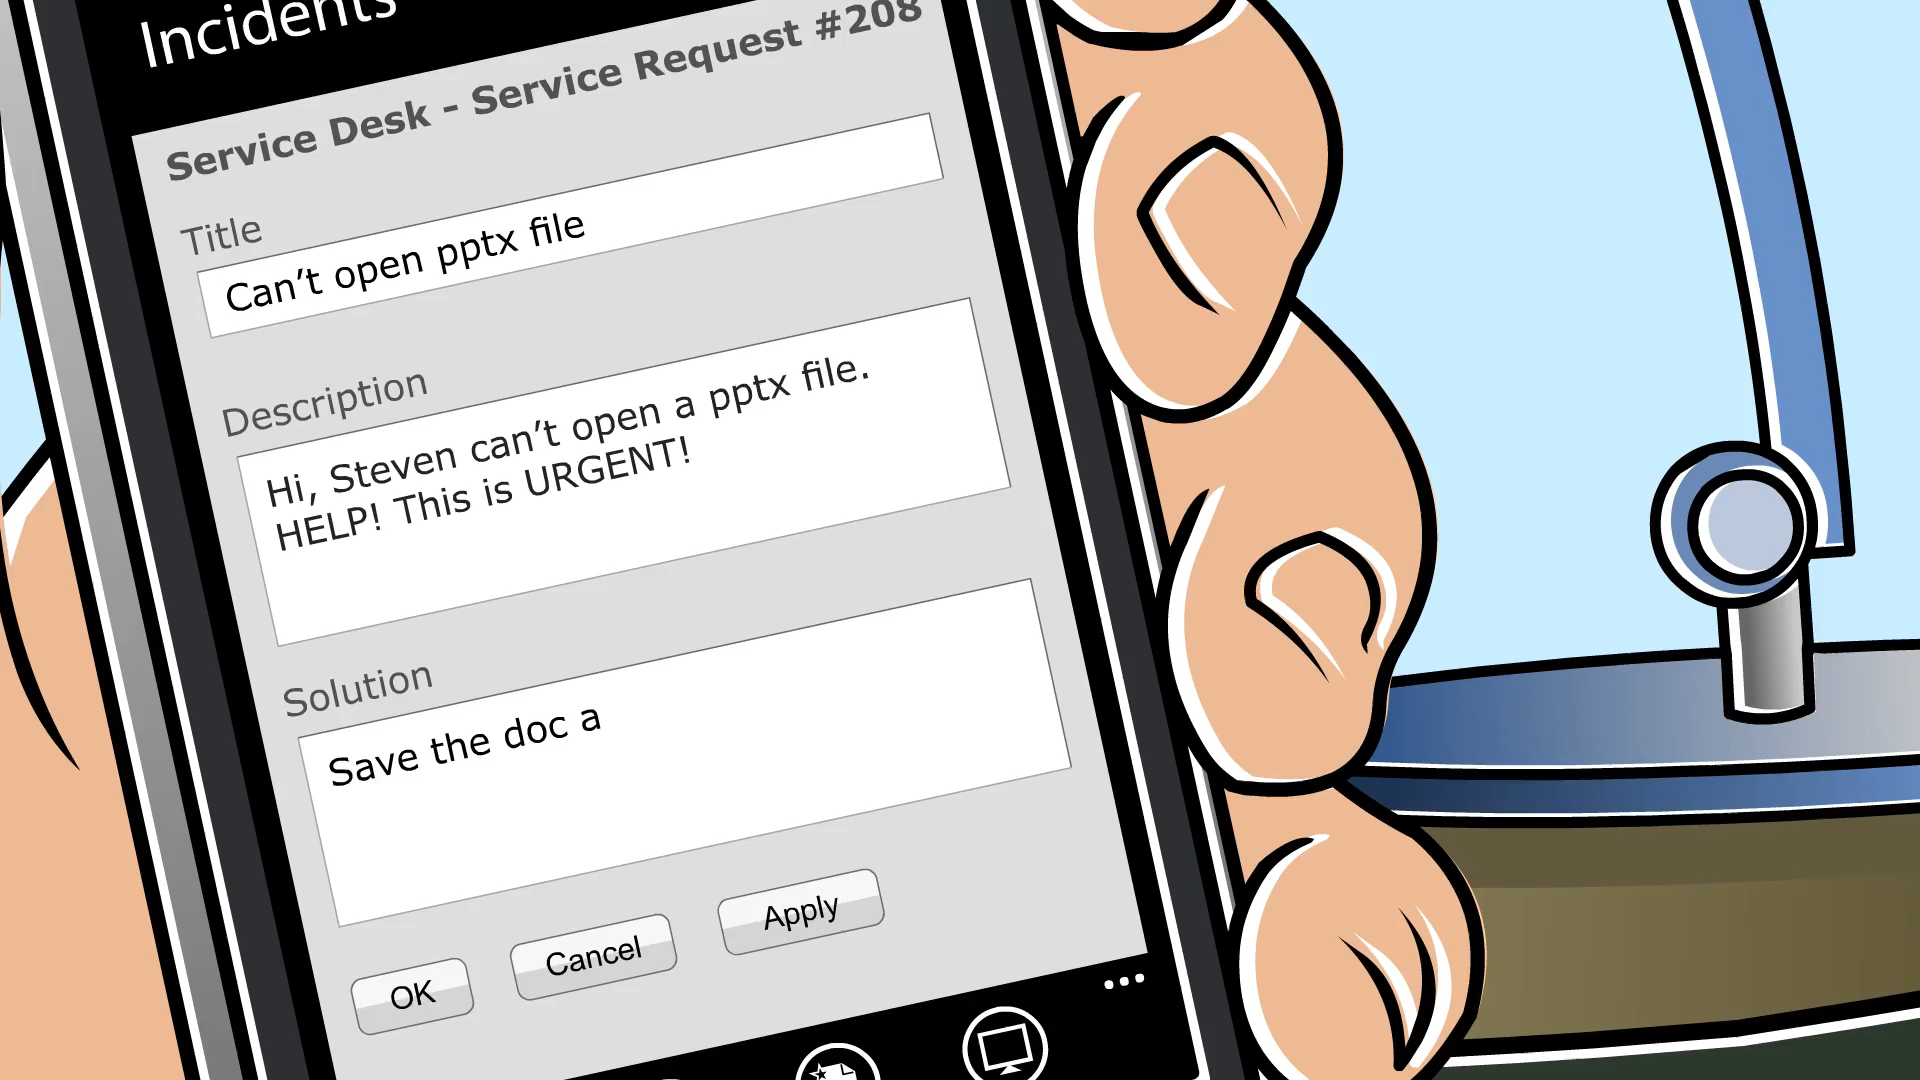 Incidents
Service Desk - Service Request #208
Title
Can't open pptx file
Description
Hi, Steven can't open a pptx file.
HELP! This is URGENT!
Solution
Save the doc a
OK
Cancel
Apply